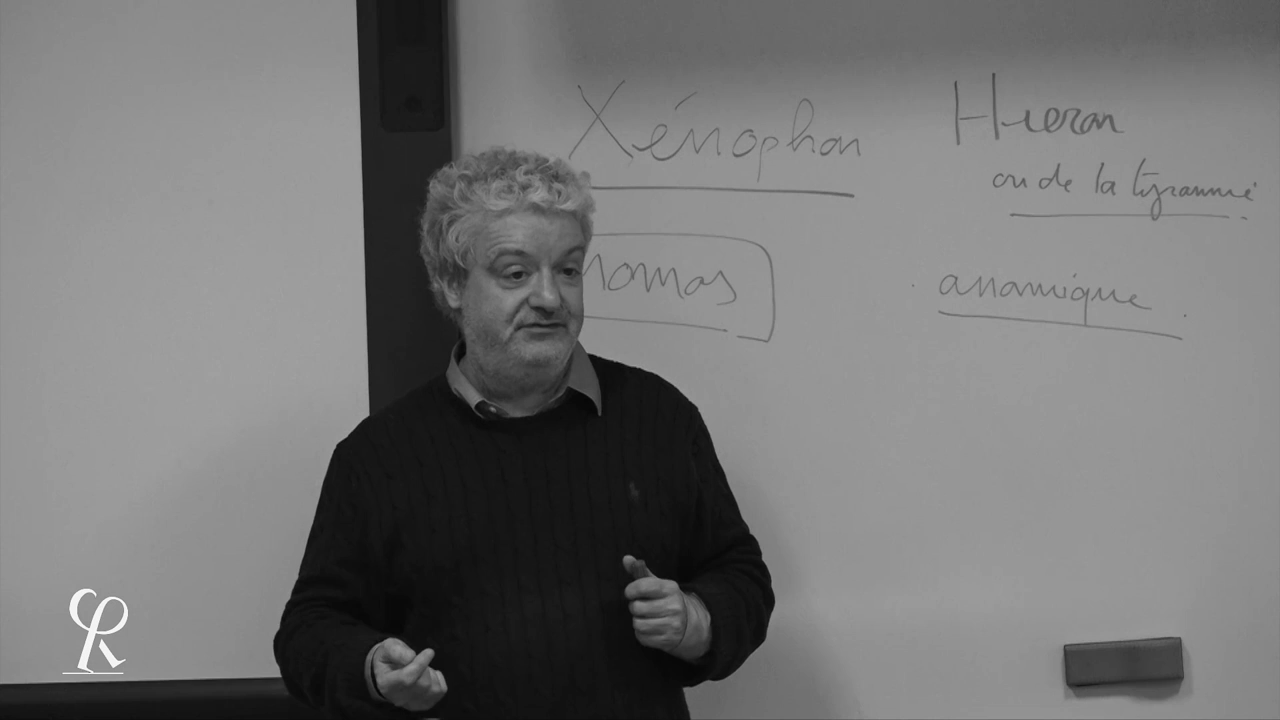 Xénophon
Hieron
ou de la tyrannie
nomos
anomique